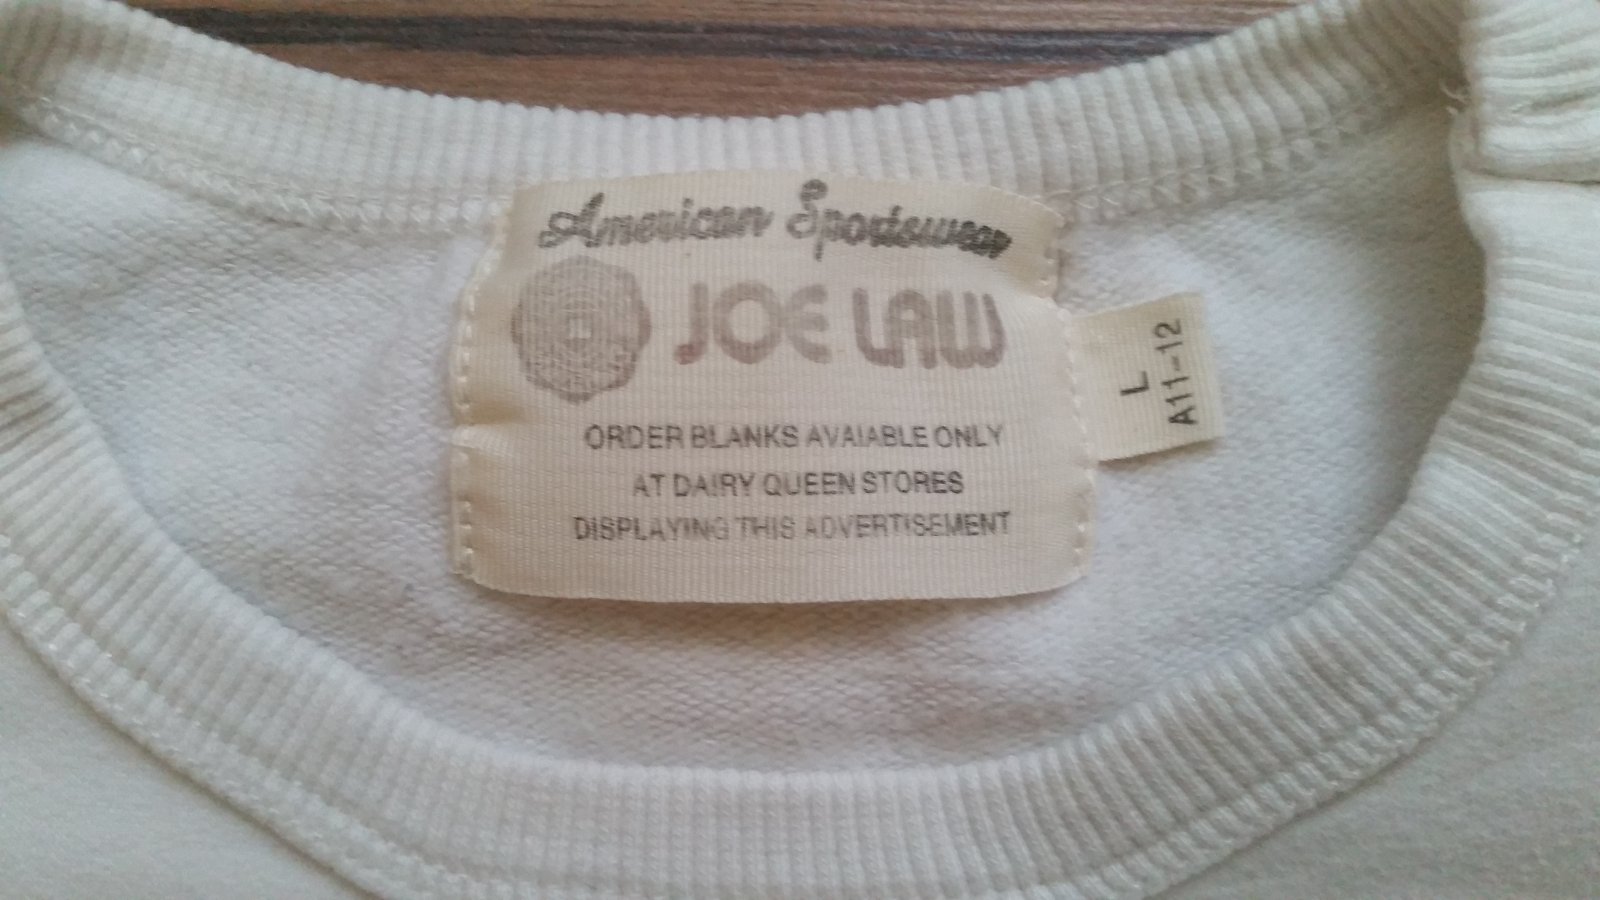 American Sportswear
JOE LAW
ORDER BLANKS AVAIABLE ONLY
AT DAIRY QUEEN STORES
DISPLAYING THIS ADVERTISEMENT
L
A11-12